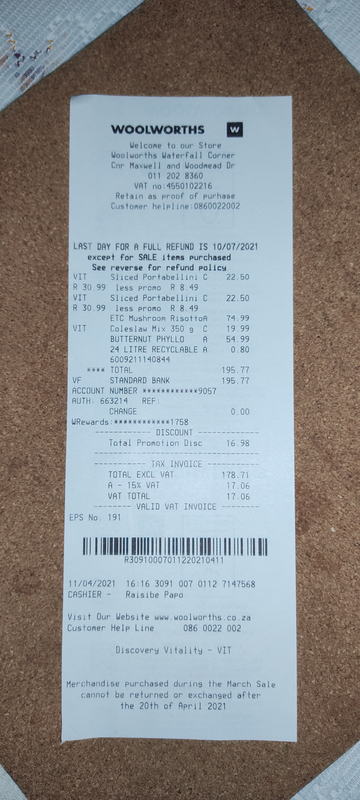 WOOLWORTHS W
Welcome to our Store
Woolworths Waterfall Corner
Cnr Maxwell and Woodmead Dr
011 202 8360
VAT no:4550102216
Retain as proof of purhase
Customer helpline:0860022002
LAST DAY FOR A FULL REFUND IS 10/07/2021
except for SALE items purchased
See reverse for refund policy
VIT Sliced Portabellini C 22.50
R 30.99 less promo R 8.49
VIT Sliced Portabellini C 22.50
R 30.99 less promo R 8.49
ETC Mushroom RisottoA 74.99
VIT Coleslaw Mix 350 g C 19.99
BUTTERNUT PHYLLO A 54.99
24 LITRE RECYCLABLE A 0.80
6009211140844
**** TOTAL 195.77
VF STANDARD BANK 195.77
ACCOUNT NUMBER ************9057
AUTH: 663214 REF:
CHANGE 0.00
WRewards:************1758
---------- DISCOUNT ----------
Total Promotion Disc 16.98
---------- TAX INVOICE ----------
TOTAL EXCL VAT 178.71
A - 15% VAT 17.06
VAT TOTAL 17.06
-------- VALID VAT INVOICE --------
EPS No. 191
R30910007011220210411
11/04/2021 16:16 3091 007 0112 7147568
CASHIER - Raisibe Papo
Visit Our Website www.woolworths.co.za
Customer Help Line 086 0022 002
Discovery Vitality - VIT
Merchandise purchased during the March Sale
cannot be returned or exchanged after
the 20th of April 2021